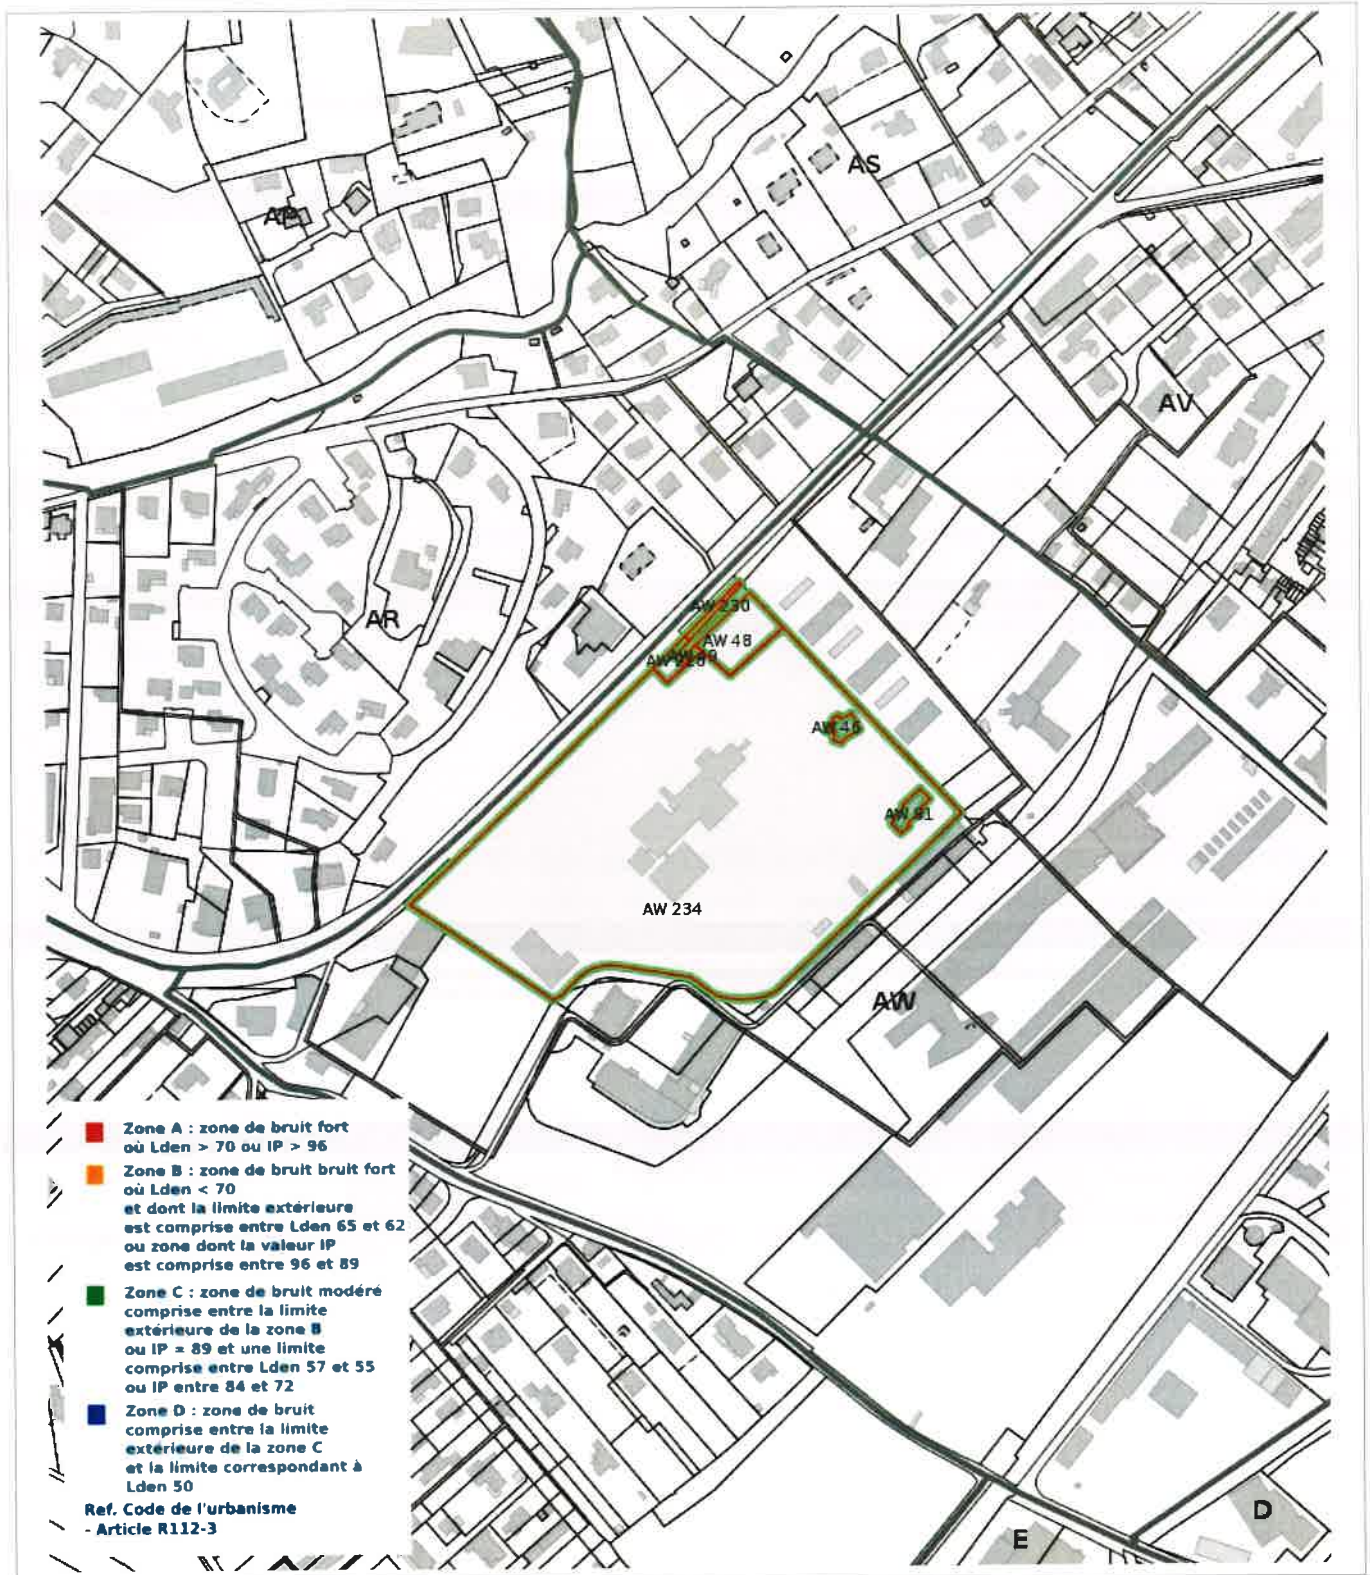 AS
AP
AV
AR
AW 230
AW 48
AW 46
AW 81
AW 234
AW
Zone A : zone de bruit fort
où Lden > 70 ou IP > 96
Zone B : zone de bruit bruit fort
où Lden < 70
et dont la limite extérieure
est comprise entre Lden 65 et 62
ou zone dont la valeur IP
est comprise entre 96 et 89
Zone C : zone de bruit modéré
comprise entre la limite
extérieure de la zone B
ou IP = 89 et une limite
comprise entre Lden 57 et 55
ou IP entre 84 et 72
Zone D : zone de bruit
comprise entre la limite
extérieure de la zone C
et la limite correspondant à
Lden 50
Ref. Code de l'urbanisme
- Article R112-3
D
E